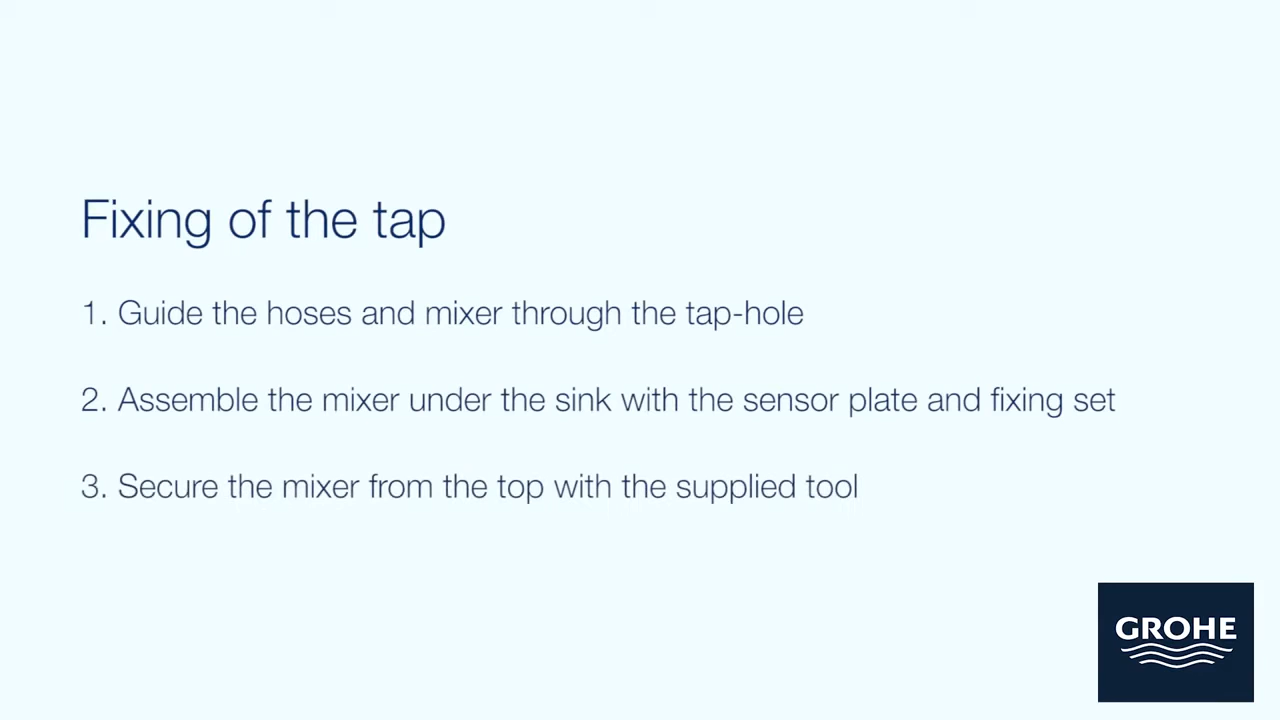 Fixing of the tap
1. Guide the hoses and mixer through the tap-hole
2. Assemble the mixer under the sink with the sensor plate and fixing set
3. Secure the mixer from the top with the supplied tool
GROHE